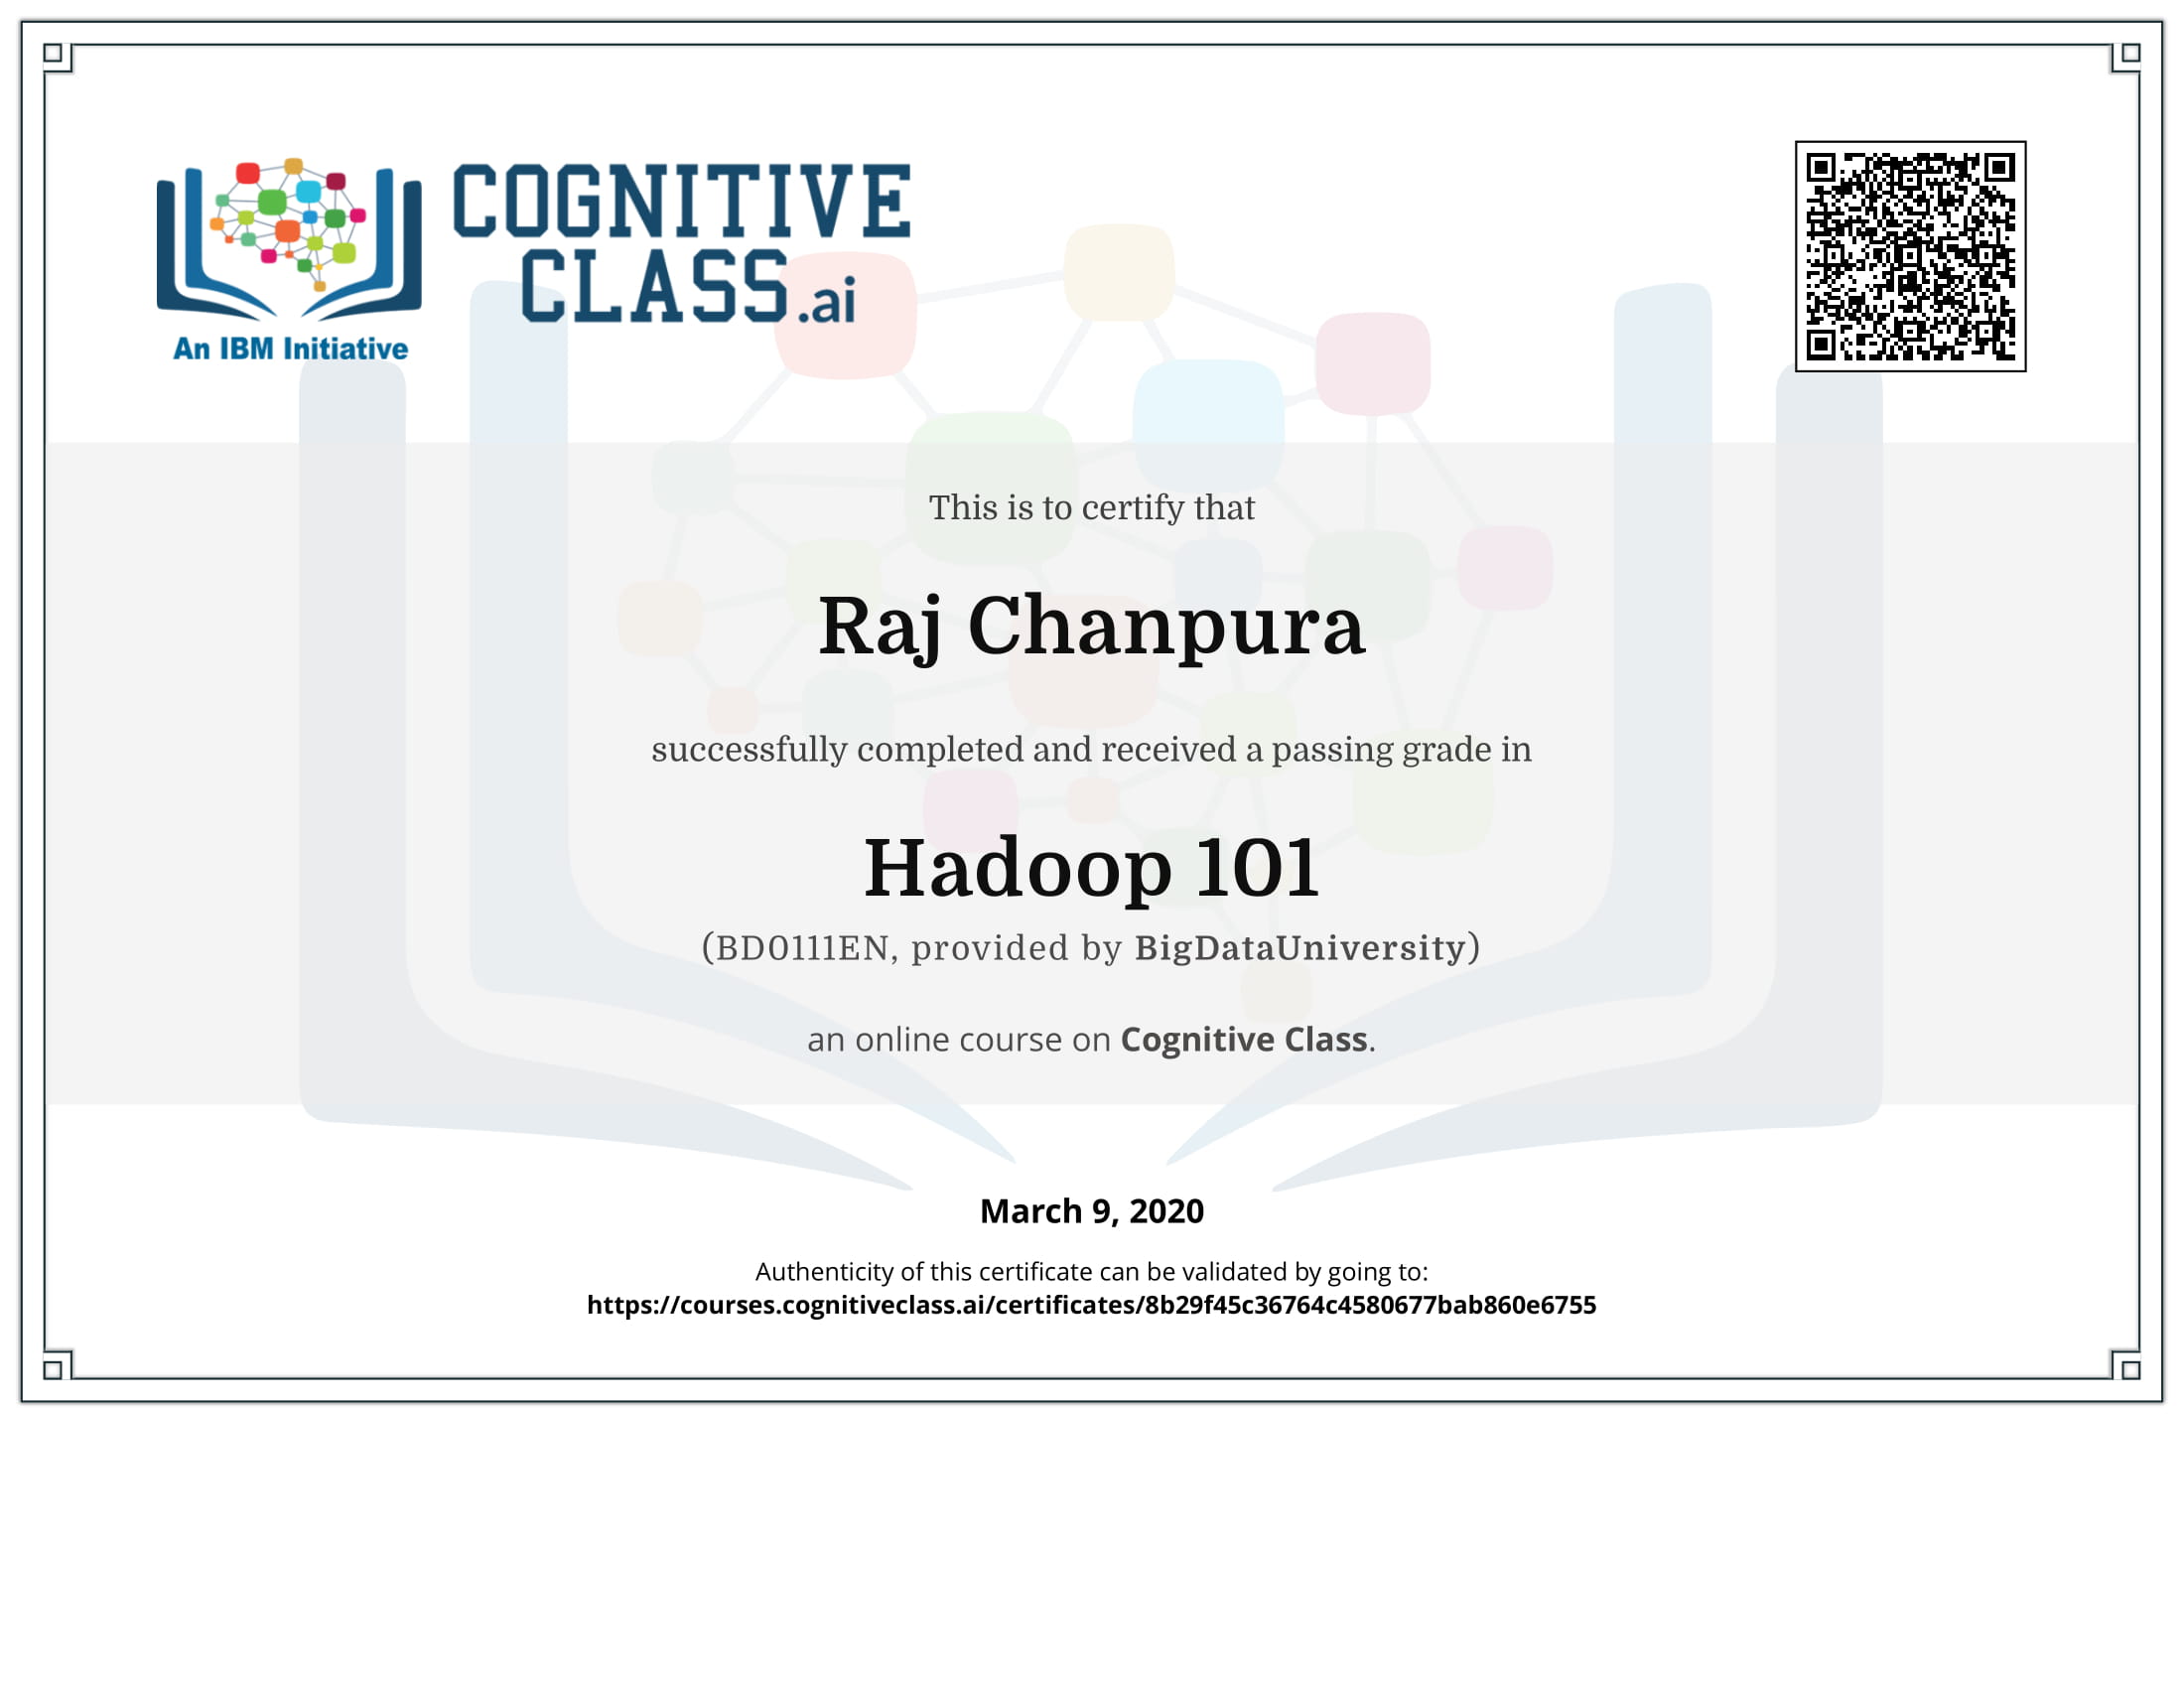 COGNITIVE
CLASS.ai
An IBM Initiative
This is to certify that
Raj Chanpura
successfully completed and received a passing grade in
Hadoop 101
(BD0111EN, provided by BigDataUniversity)
an online course on Cognitive Class.
March 9, 2020
Authenticity of this certificate can be validated by going to:
https://courses.cognitiveclass.ai/certificates/8b29f45c36764c4580677bab860e6755